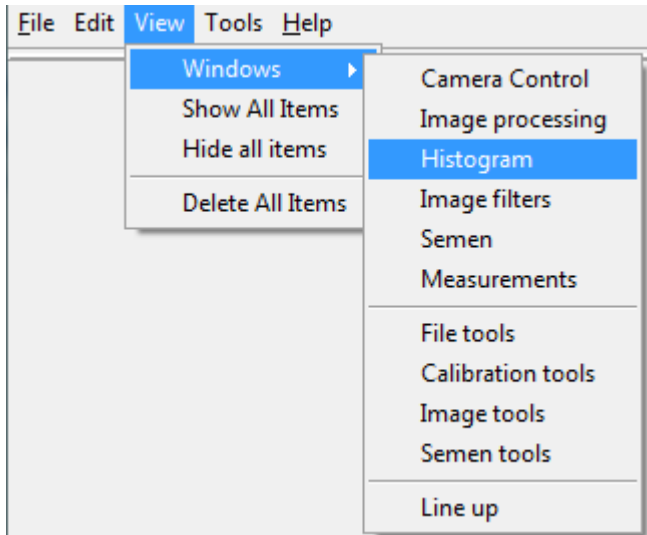 File Edit View Tools Help
Windows
Show All Items
Hide all items
Delete All Items
Camera Control
Image processing
Histogram
Image filters
Semen
Measurements
File tools
Calibration tools
Image tools
Semen tools
Line up